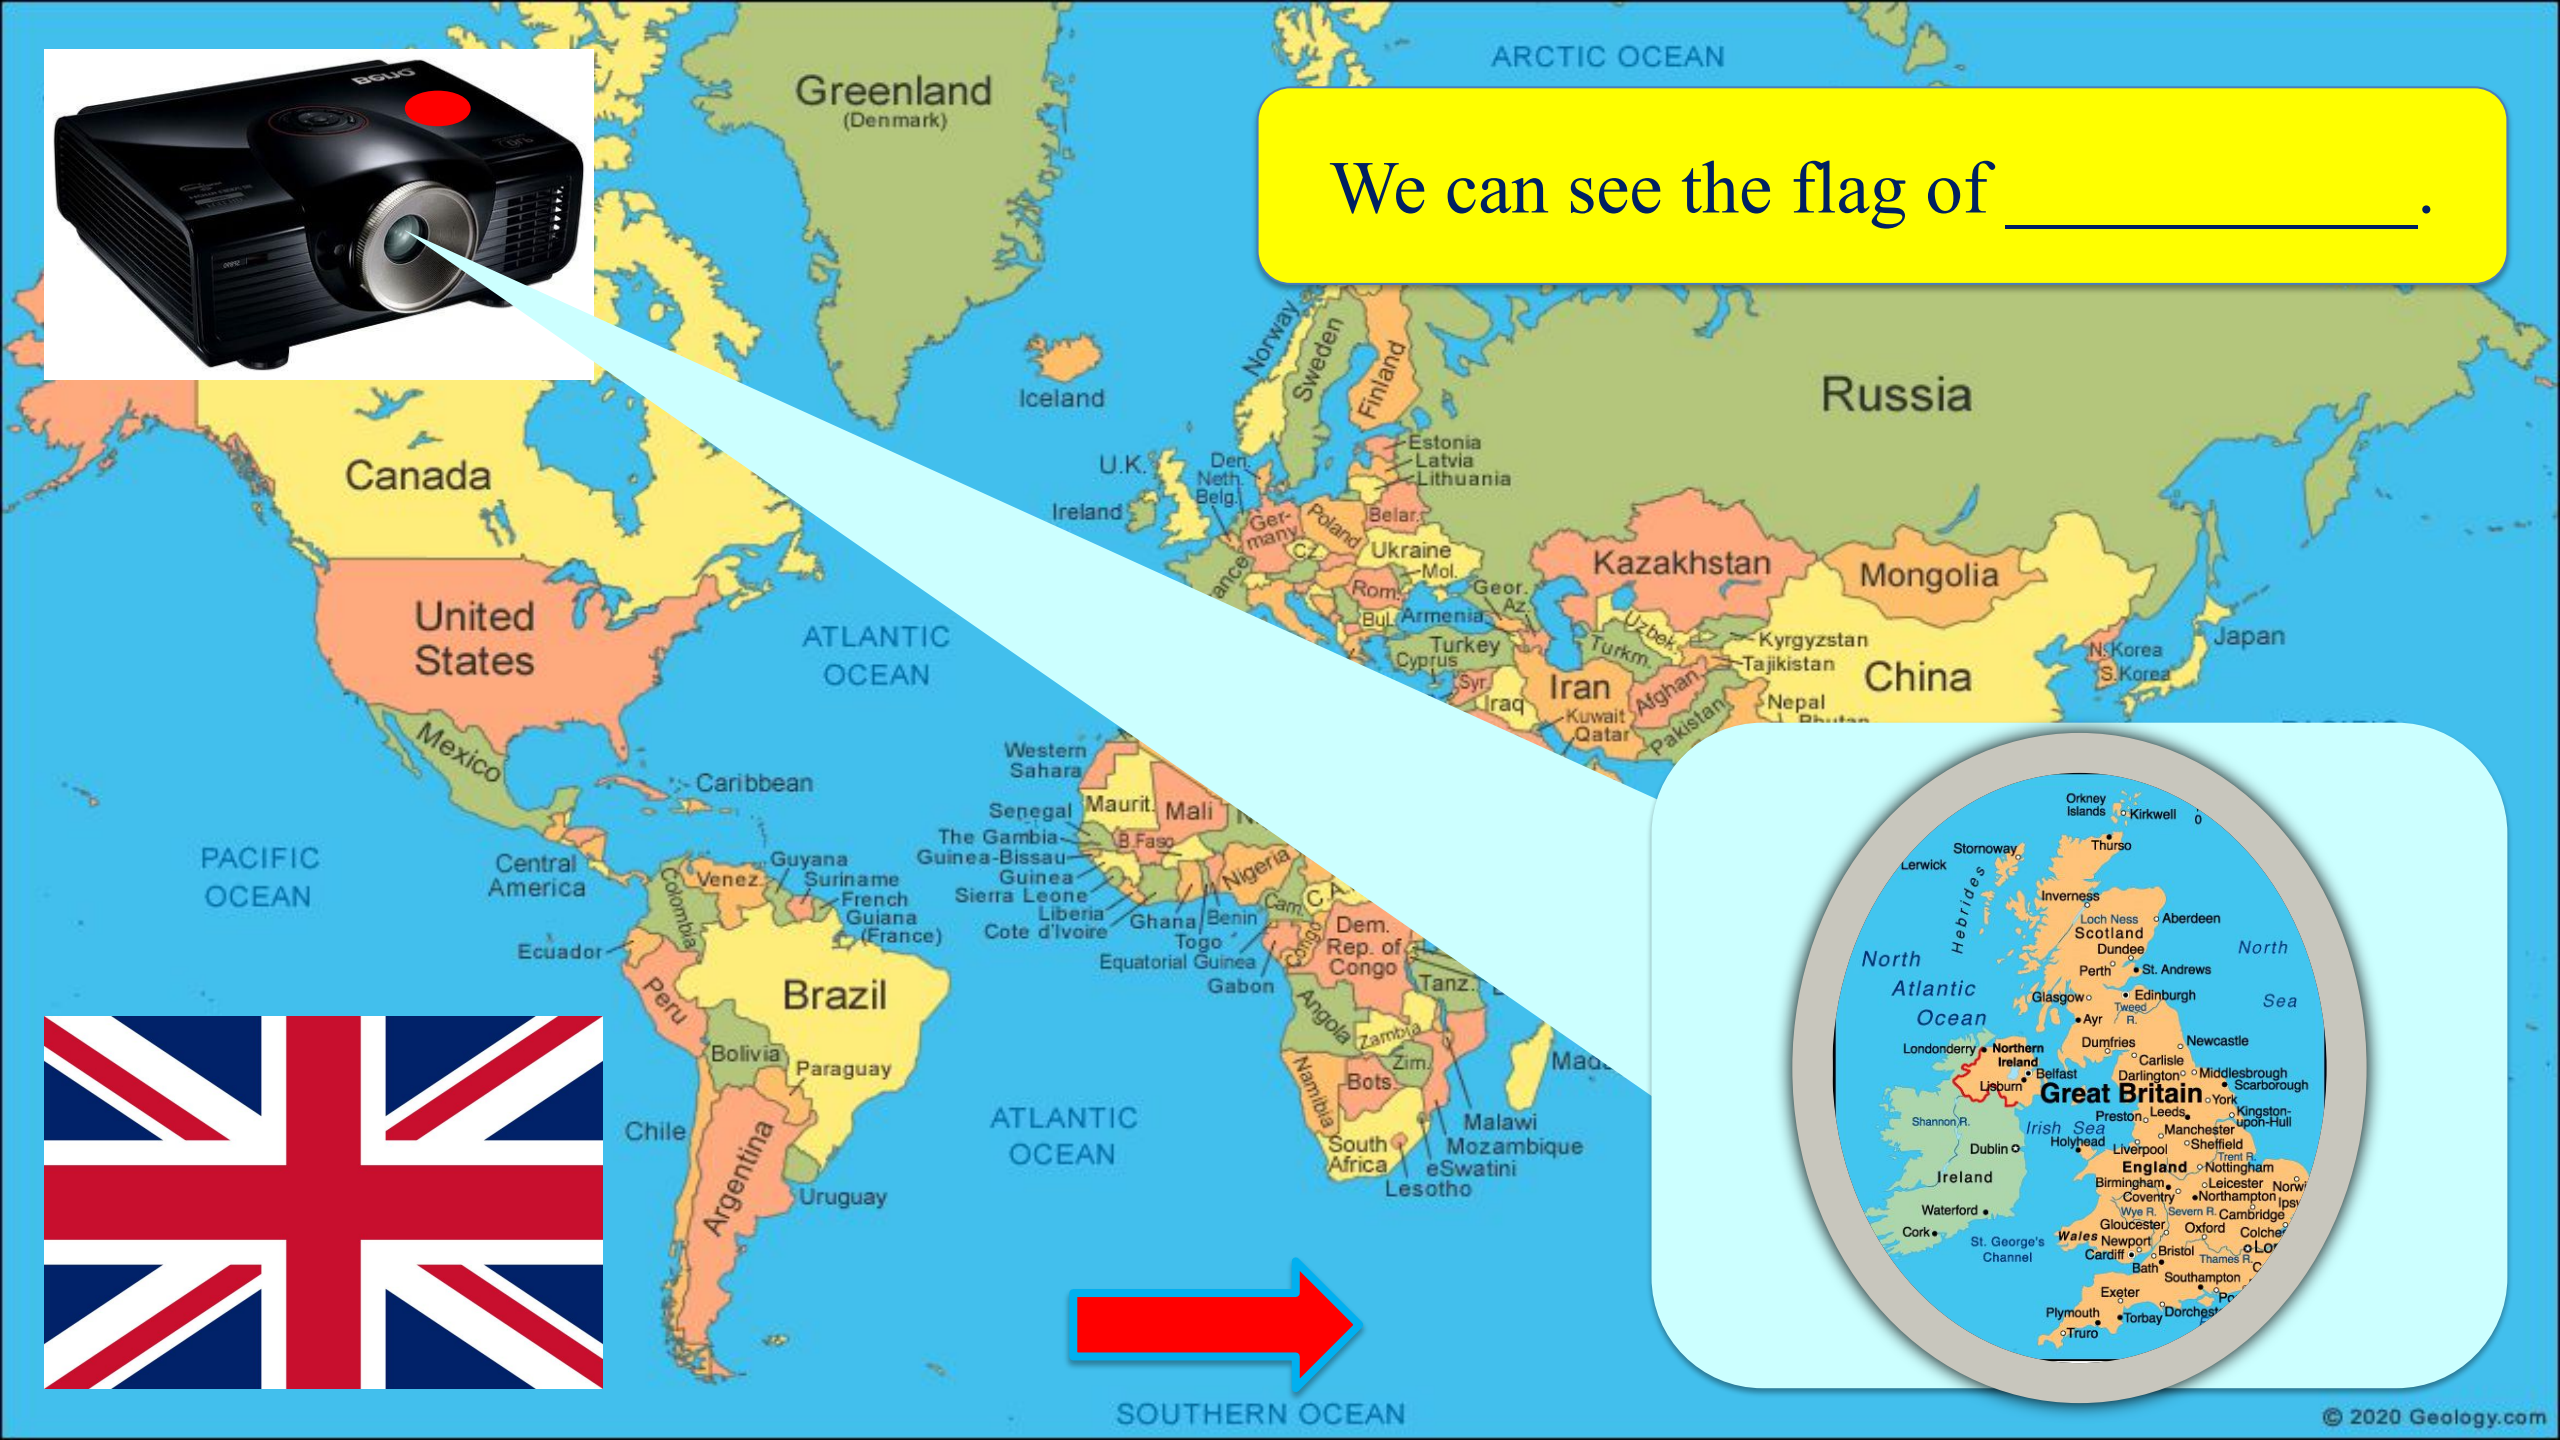 ARCTIC OCEAN
Greenland
(Denmark)
BENQ
We can see the flag of ____________.
Iceland
Norway
Sweden
Finland
Russia
Canada
U.K.
Ireland
Den.
Neth.
Belg.
Estonia
Latvia
Lithuania
Belar.
Ger-
many
Poland
Cz.
Ukraine
Mol.
Rom.
Bul.
Armenia
Geor.
Az.
Turkey
Cyprus
Syr.
Iraq
Iran
Kuwait
Qatar
Kazakhstan
Uzbek.
Turkm.
Afghan.
Pakistan
Kyrgyzstan
Tajikistan
Nepal
Mongolia
China
N. Korea
S. Korea
Japan
United
States
Mexico
ATLANTIC
OCEAN
PACIFIC
OCEAN
Caribbean
Central
America
Western
Sahara
Maurit.
Mali
Senegal
The Gambia
Guinea-Bissau
Guinea
Sierra Leone
Liberia
Cote d'Ivoire
B.Faso
Ghana
Togo
Benin
Nigeria
Cam.
Equatorial Guinea
Gabon
Congo
Dem.
Rep. of
Congo
Tanz.
Angola
Zambia
Zim.
Namibia
Bots.
South
Africa
Malawi
Mozambique
eSwatini
Lesotho
Guyana
Suriname
French
Guiana
(France)
Venez.
Colombia
Ecuador
Peru
Brazil
Bolivia
Paraguay
Chile
Argentina
Uruguay
ATLANTIC
OCEAN
SOUTHERN OCEAN
Orkney
Islands
Kirkwell
Thurso
Stornoway
Lerwick
Hebrides
Inverness
Loch Ness
Aberdeen
Scotland
Dundee
Perth
St. Andrews
Glasgow
Edinburgh
Tweed
R.
Ayr
North
Atlantic
Ocean
North
Sea
Londonderry
Northern
Ireland
Belfast
Lisburn
Dumfries
Newcastle
Carlisle
Darlington
Middlesbrough
Scarborough
Great Britain
York
Preston
Leeds
Kingston-
upon-Hull
Shannon R.
Irish Sea
Manchester
Holyhead
Sheffield
Dublin
Liverpool
Trent R.
England
Nottingham
Ireland
Birmingham
Leicester
Coventry
Northampton
Waterford
Wye R.
Severn R.
Cambridge
Gloucester
Oxford
Cork
Wales
Newport
Cardiff
Bristol
Thames R.
St. George's
Channel
Bath
Southampton
Exeter
Plymouth
Torbay
Truro
© 2020 Geology.com